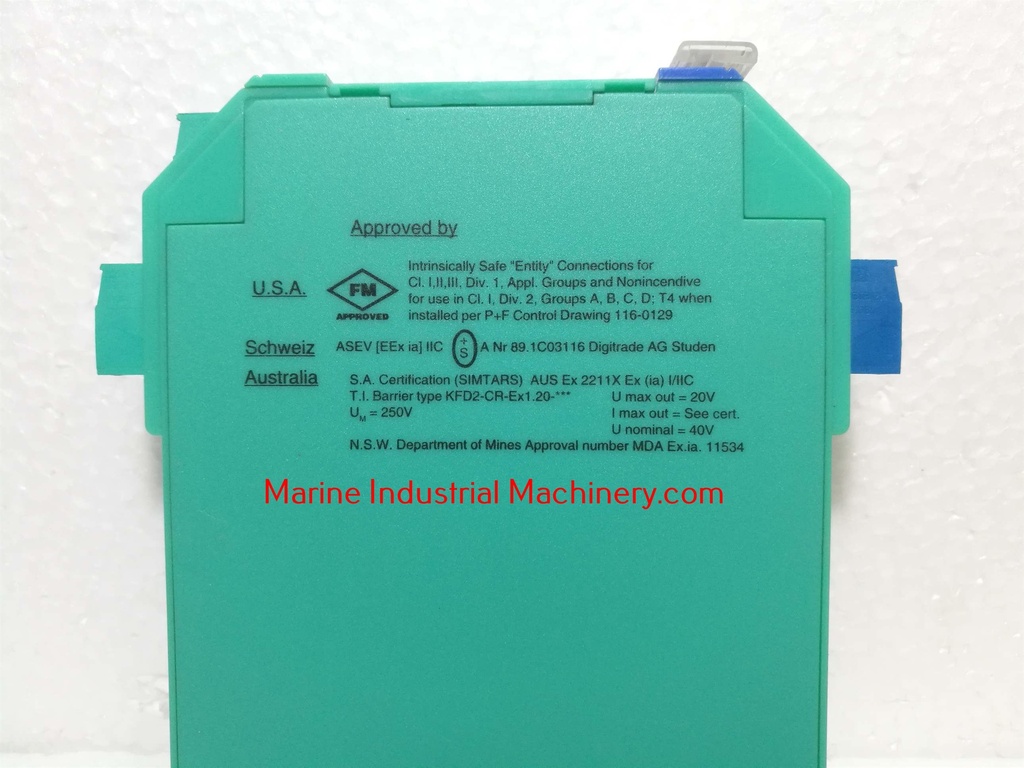 Approved by
U.S.A.
FM
APPROVED
Intrinsically Safe "Entity" Connections for
Cl. I,II,III, Div. 1, Appl. Groups and Nonincendive
for use in Cl. I, Div. 2, Groups A, B, C, D; T4 when
installed per P+F Control Drawing 116-0129
Schweiz ASEV [EEx ia] IIC +S A Nr 89.1C03116 Digitrade AG Studen
Australia S.A. Certification (SIMTARS) AUS Ex 2211X Ex (ia) I/IIC
T.I. Barrier type KFD2-CR-Ex1.20-*** U max out = 20V
UM = 250V I max out = See cert.
U nominal = 40V
N.S.W. Department of Mines Approval number MDA Ex.ia. 11534
Marine Industrial Machinery.com